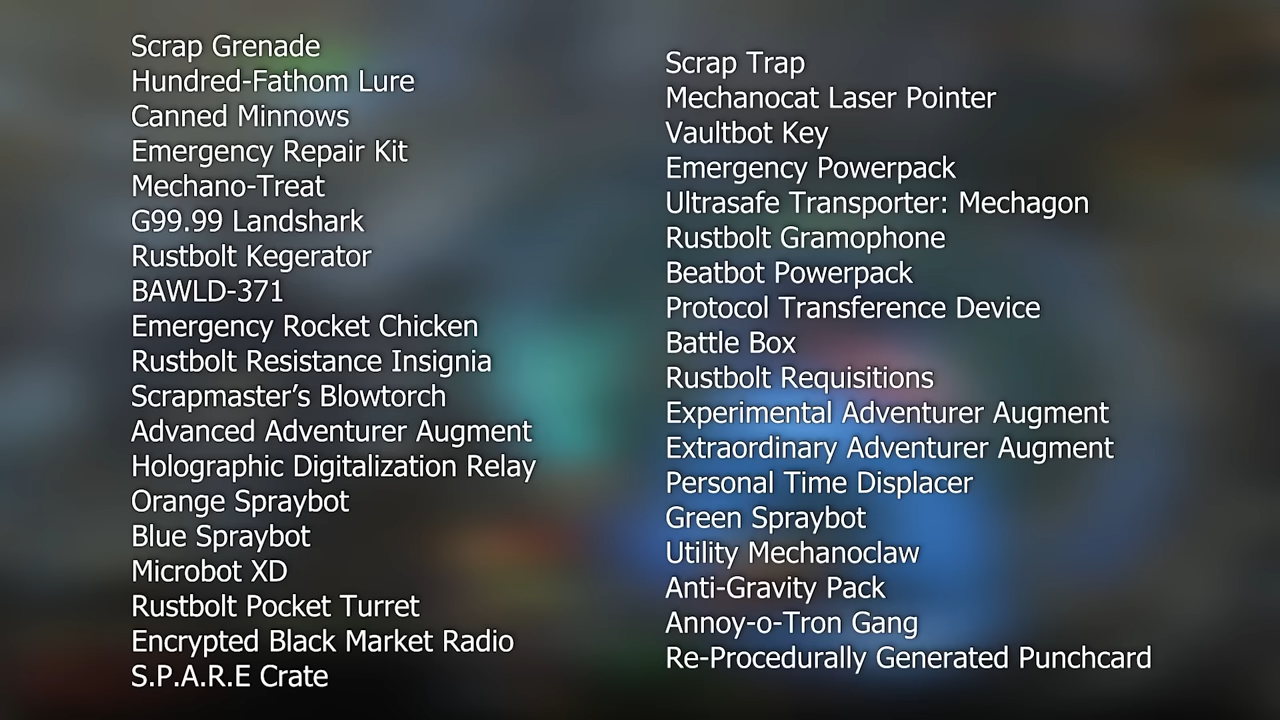 Scrap Grenade
Hundred-Fathom Lure
Canned Minnows
Emergency Repair Kit
Mechano-Treat
G99.99 Landshark
Rustbolt Kegerator
BAWLD-371
Emergency Rocket Chicken
Rustbolt Resistance Insignia
Scrapmaster’s Blowtorch
Advanced Adventurer Augment
Holographic Digitalization Relay
Orange Spraybot
Blue Spraybot
Microbot XD
Rustbolt Pocket Turret
Encrypted Black Market Radio
S.P.A.R.E Crate
Scrap Trap
Mechanocat Laser Pointer
Vaultbot Key
Emergency Powerpack
Ultrasafe Transporter: Mechagon
Rustbolt Gramophone
Beatbot Powerpack
Protocol Transference Device
Battle Box
Rustbolt Requisitions
Experimental Adventurer Augment
Extraordinary Adventurer Augment
Personal Time Displacer
Green Spraybot
Utility Mechanoclaw
Anti-Gravity Pack
Annoy-o-Tron Gang
Re-Procedurally Generated Punchcard